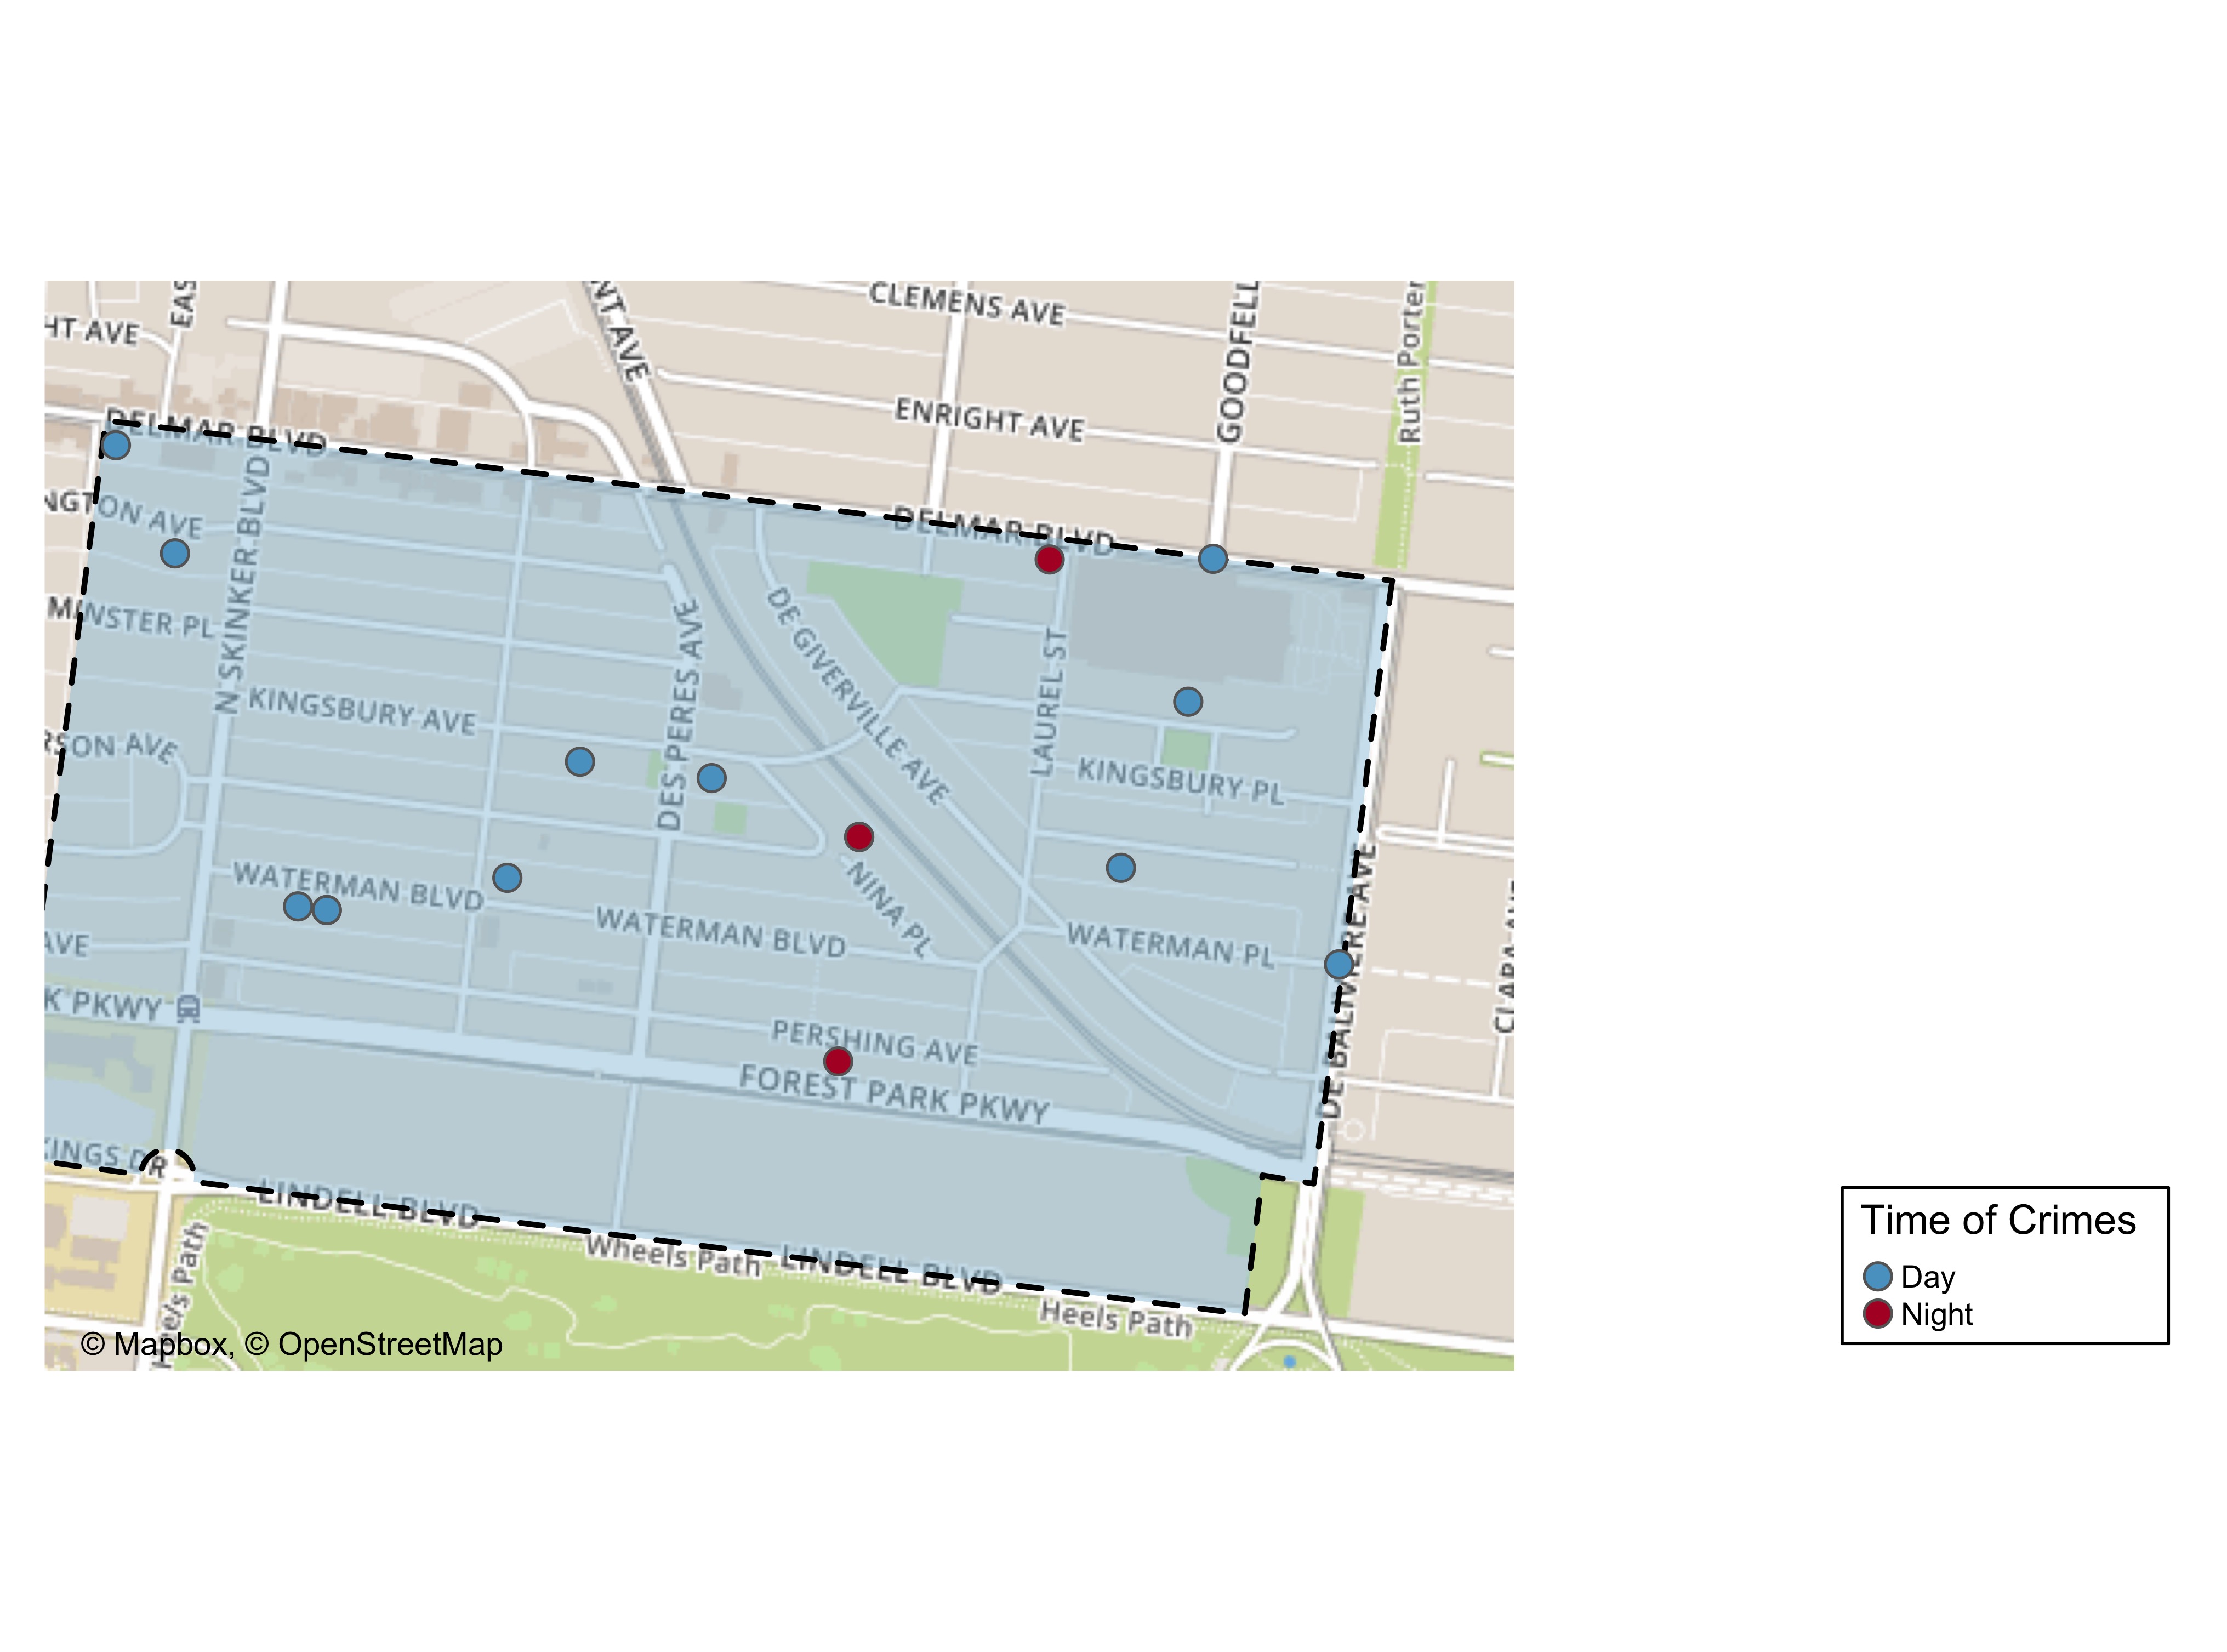 CLEMENS AVE
NT AVE
EAS
HT AVE
GOODFELL
Ruth Porter
ENRIGHT AVE
DELMAR BLVD
NGTON AVE
DELMAR BLVD
N SKINKER BLVD
MINSTER PL
DE GIVERVILLE AVE
DES PERES AVE
LAUREL ST
KINGSBURY AVE
RSON AVE
KINGSBURY PL
WATERMAN BLVD
NINA PL
WATERMAN BLVD
WATERMAN PL
DE BALIVIERE AVE
CLARA AVE
AVE
K PKWY
PERSHING AVE
FOREST PARK PKWY
KINGS DR
LINDELL BLVD
Wheels Path
LINDELL BLVD
Heels Path
Heels Path
© Mapbox, © OpenStreetMap
Time of Crimes
Day
Night